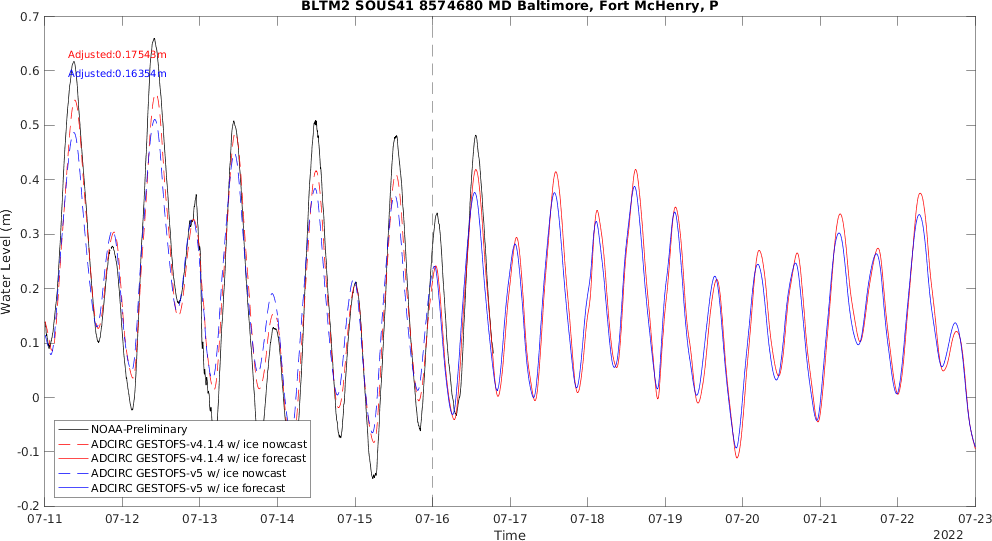 BLTM2 SOUS41 8574680 MD Baltimore, Fort McHenry, P
0.7
0.6
0.5
0.4
0.3
0.2
0.1
0
-0.1
-0.2
Water Level (m)
Adjusted:0.17543m
Adjusted:0.16354m
NOAA-Preliminary
ADCIRC GESTOFS-v4.1.4 w/ ice nowcast
ADCIRC GESTOFS-v4.1.4 w/ ice forecast
ADCIRC GESTOFS-v5 w/ ice nowcast
ADCIRC GESTOFS-v5 w/ ice forecast
07-11 07-12 07-13 07-14 07-15 07-16 07-17 07-18 07-19 07-20 07-21 07-22 07-23
Time
2022